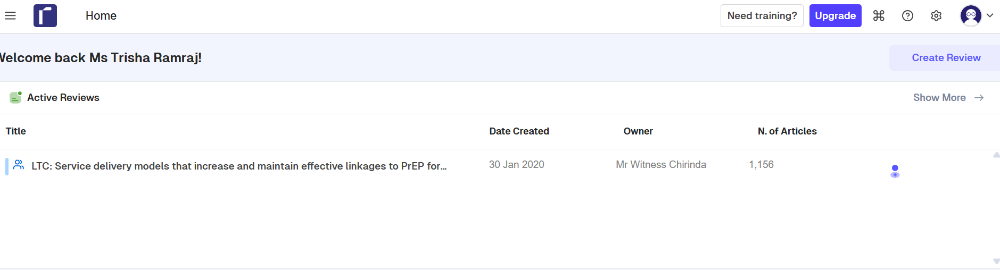 Home
Need training?
Upgrade
Welcome back Ms Trisha Ramraj!
Create Review
Active Reviews
Show More
Title
Date Created
Owner
N. of Articles
LTC: Service delivery models that increase and maintain effective linkages to PrEP for...
30 Jan 2020
Mr Witness Chirinda
1,156